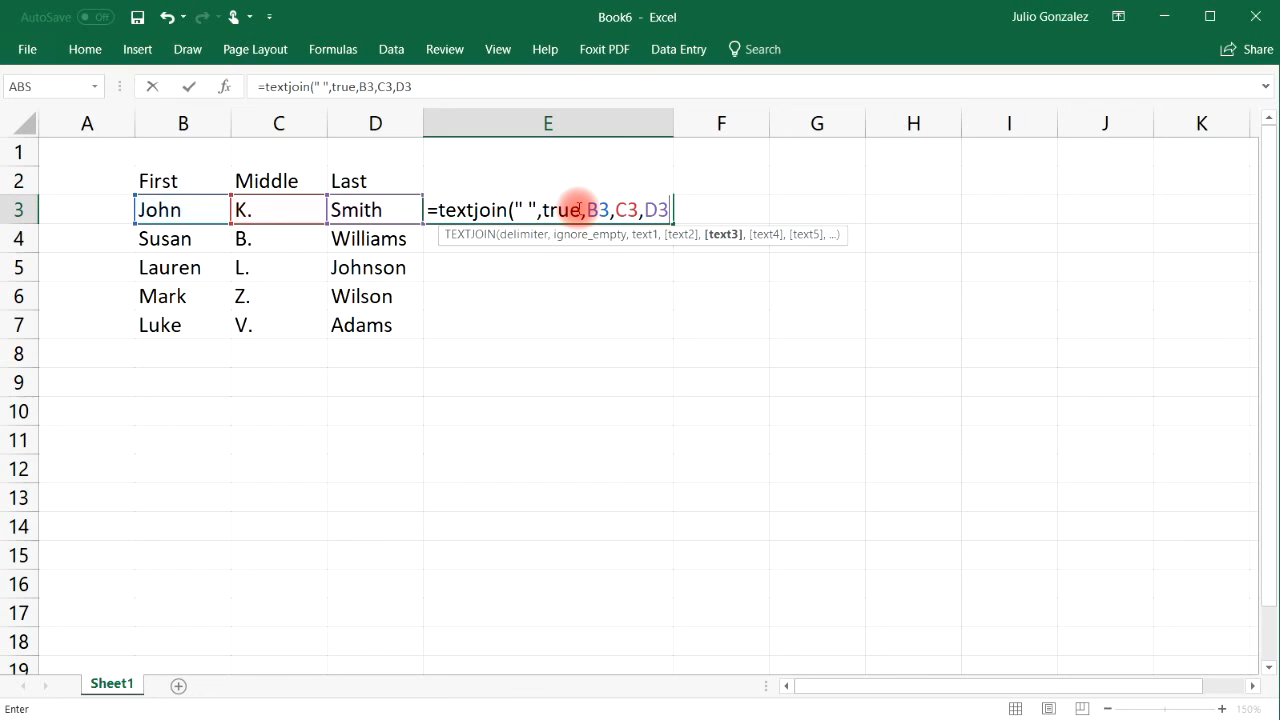 AutoSave Off Book6 - Excel Julio Gonzalez
File Home Insert Draw Page Layout Formulas Data Review View Help Foxit PDF Data Entry Search Share
ABS fx =textjoin(" ",true,B3,C3,D3
A B C D E F G H I J K
1
2 First Middle Last
3 John K. Smith =textjoin(" ",true,B3,C3,D3
TEXTJOIN(delimiter, ignore_empty, text1, [text2], [text3], [text4], [text5], ...)
4 Susan B. Williams
5 Lauren L. Johnson
6 Mark Z. Wilson
7 Luke V. Adams
8
9
10
11
12
13
14
15
16
17
18
19
Sheet1
Enter 150%